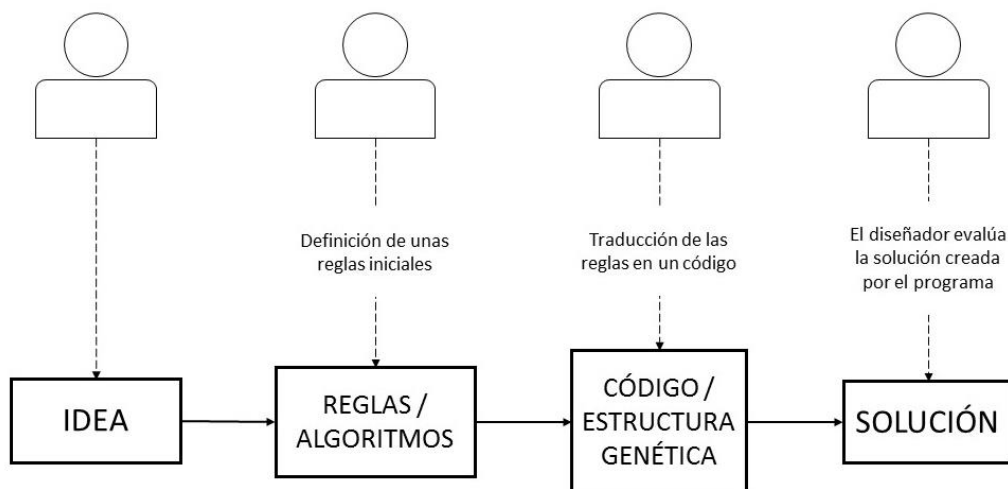 Definición de unas
reglas iniciales
Traducción de las
reglas en un código
El diseñador evalúa
la solución creada
por el programa
IDEA
REGLAS /
ALGORITMOS
CÓDIGO /
ESTRUCTURA
GENÉTICA
SOLUCIÓN